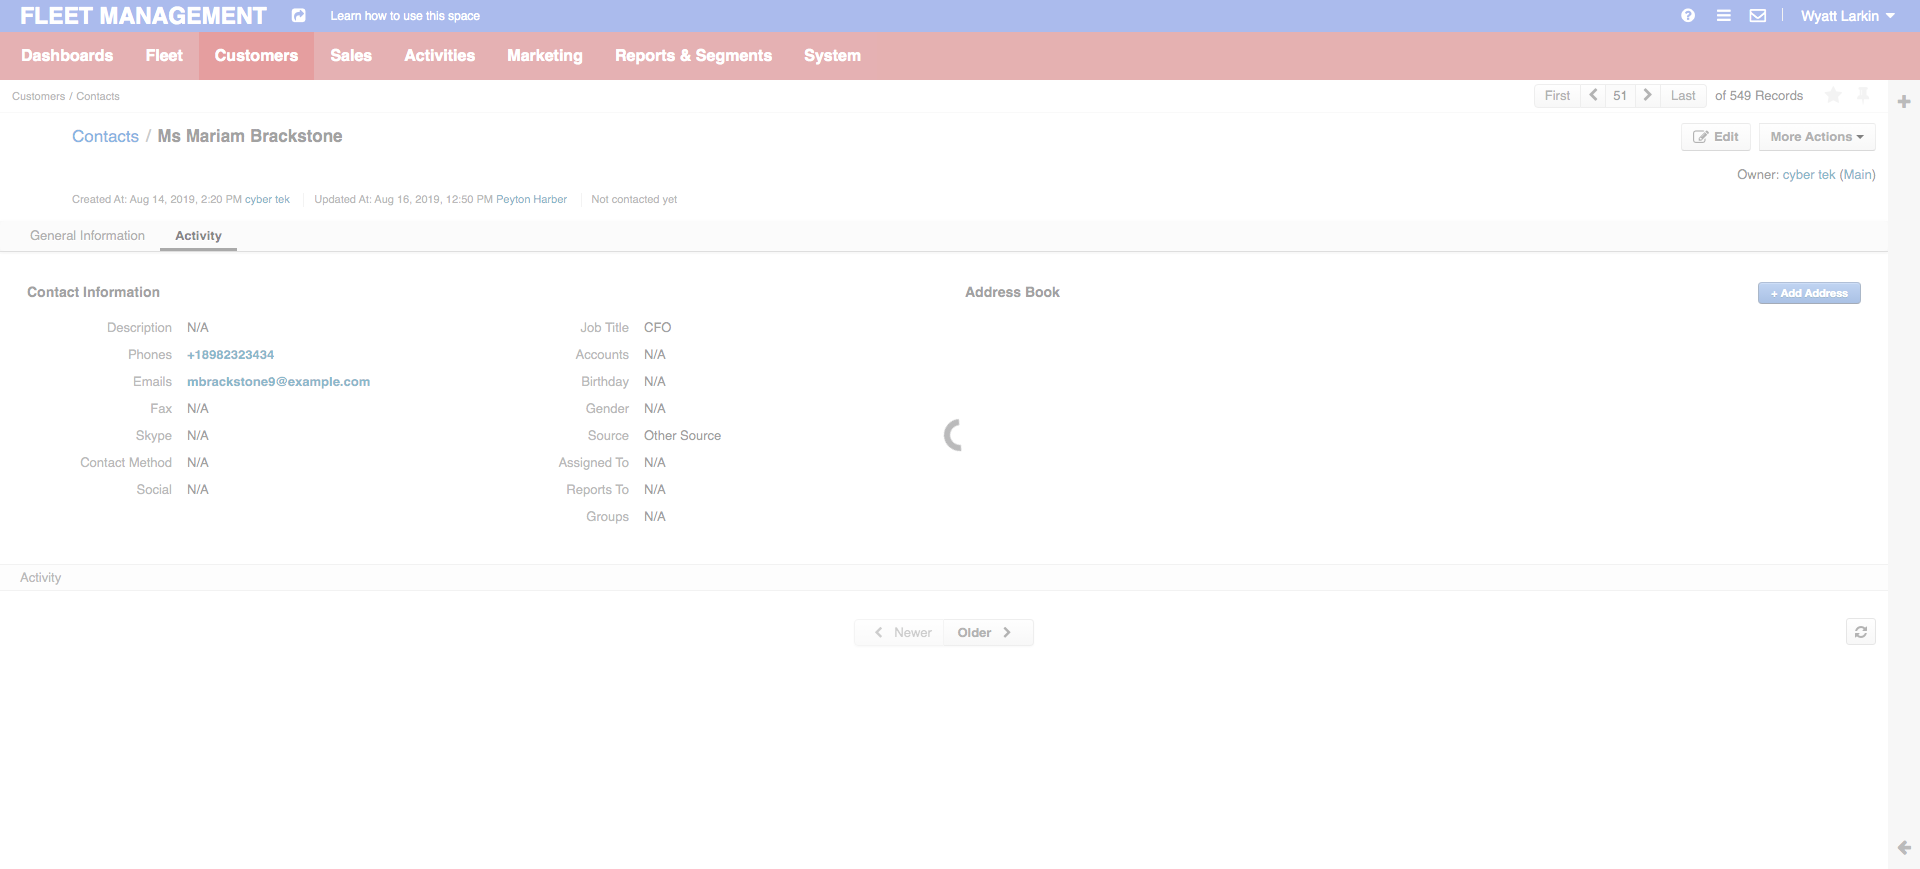 FLEET MANAGEMENT Learn how to use this space Wyatt Larkin
Dashboards Fleet Customers Sales Activities Marketing Reports & Segments System
Customers / Contacts First 51 Last of 549 Records
Contacts / Ms Mariam Brackstone Edit More Actions
Owner: cyber tek (Main)
Created At: Aug 14, 2019, 2:20 PM cyber tek Updated At: Aug 16, 2019, 12:50 PM Peyton Harber Not contacted yet
General Information Activity
Contact Information Address Book + Add Address
Description N/A Job Title CFO
Phones +18982323434 Accounts N/A
Emails mbrackstone9@example.com Birthday N/A
Fax N/A Gender N/A
Skype N/A Source Other Source
Contact Method N/A Assigned To N/A
Social N/A Reports To N/A
Groups N/A
Activity
Newer Older